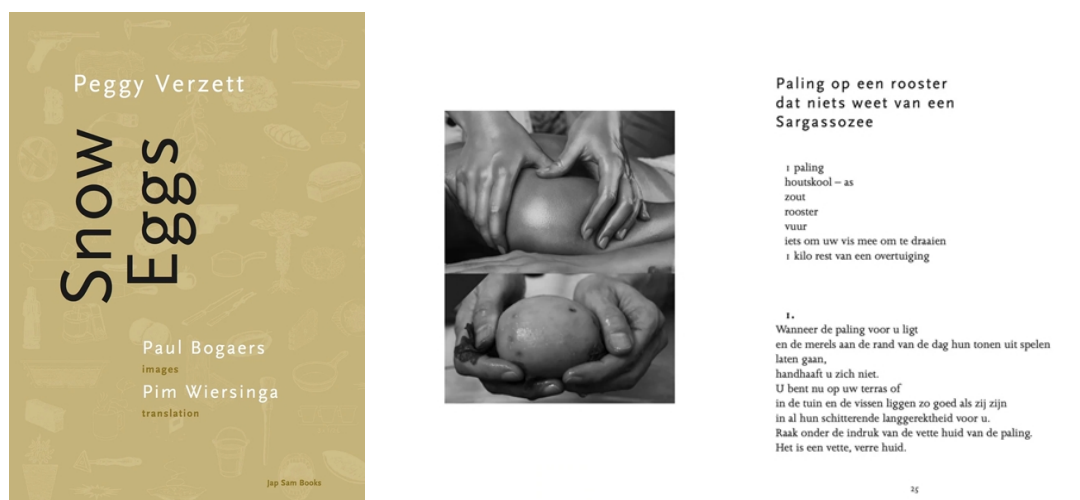 Peggy Verzett
Snow
Eggs
Paul Bogaers
images
Pim Wiersinga
translation
Jap Sam Books
Paling op een rooster
dat niets weet van een
Sargassozee
1 paling
houtskool – as
zout
rooster
vuur
iets om uw vis mee om te draaien
1 kilo rest van een overtuiging
1.
Wanneer de paling voor u ligt
en de merels aan de rand van de dag hun tonen uit spelen
laten gaan,
handhaaft u zich niet.
U bent nu op uw terras of
in de tuin en de vissen liggen zo goed als zij zijn
in al hun schitterende langgerektheid voor u.
Raak onder de indruk van de vette huid van de paling.
Het is een vette, verre huid.
25